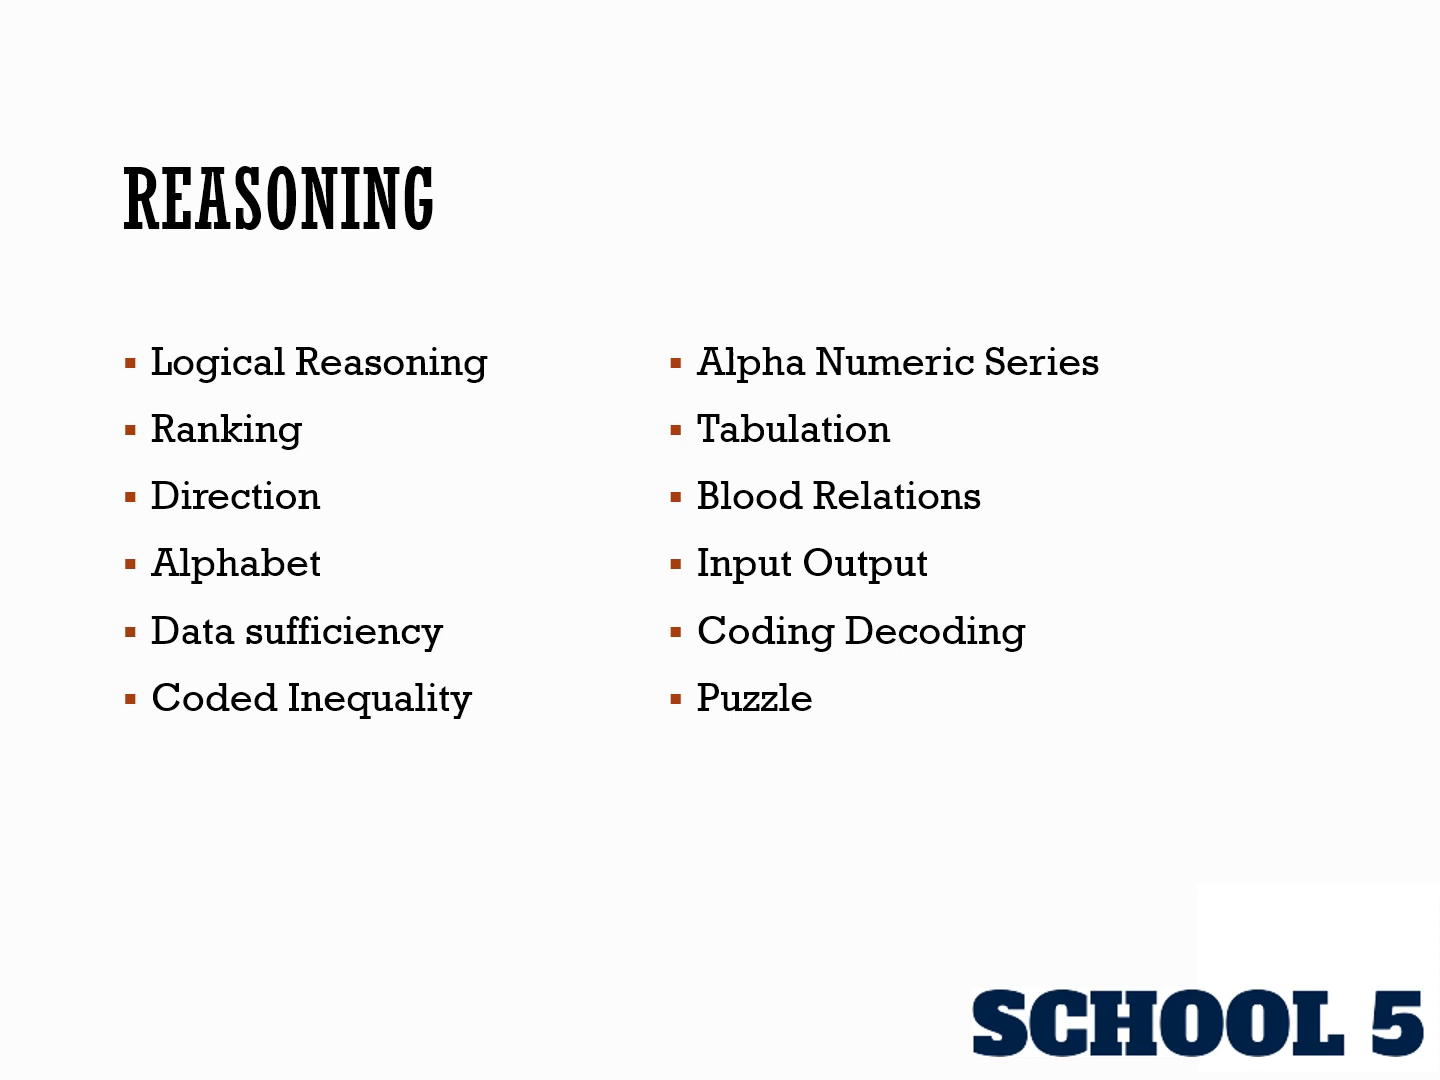 REASONING
Logical Reasoning
Ranking
Direction
Alphabet
Data sufficiency
Coded Inequality
Alpha Numeric Series
Tabulation
Blood Relations
Input Output
Coding Decoding
Puzzle
SCHOOL 5